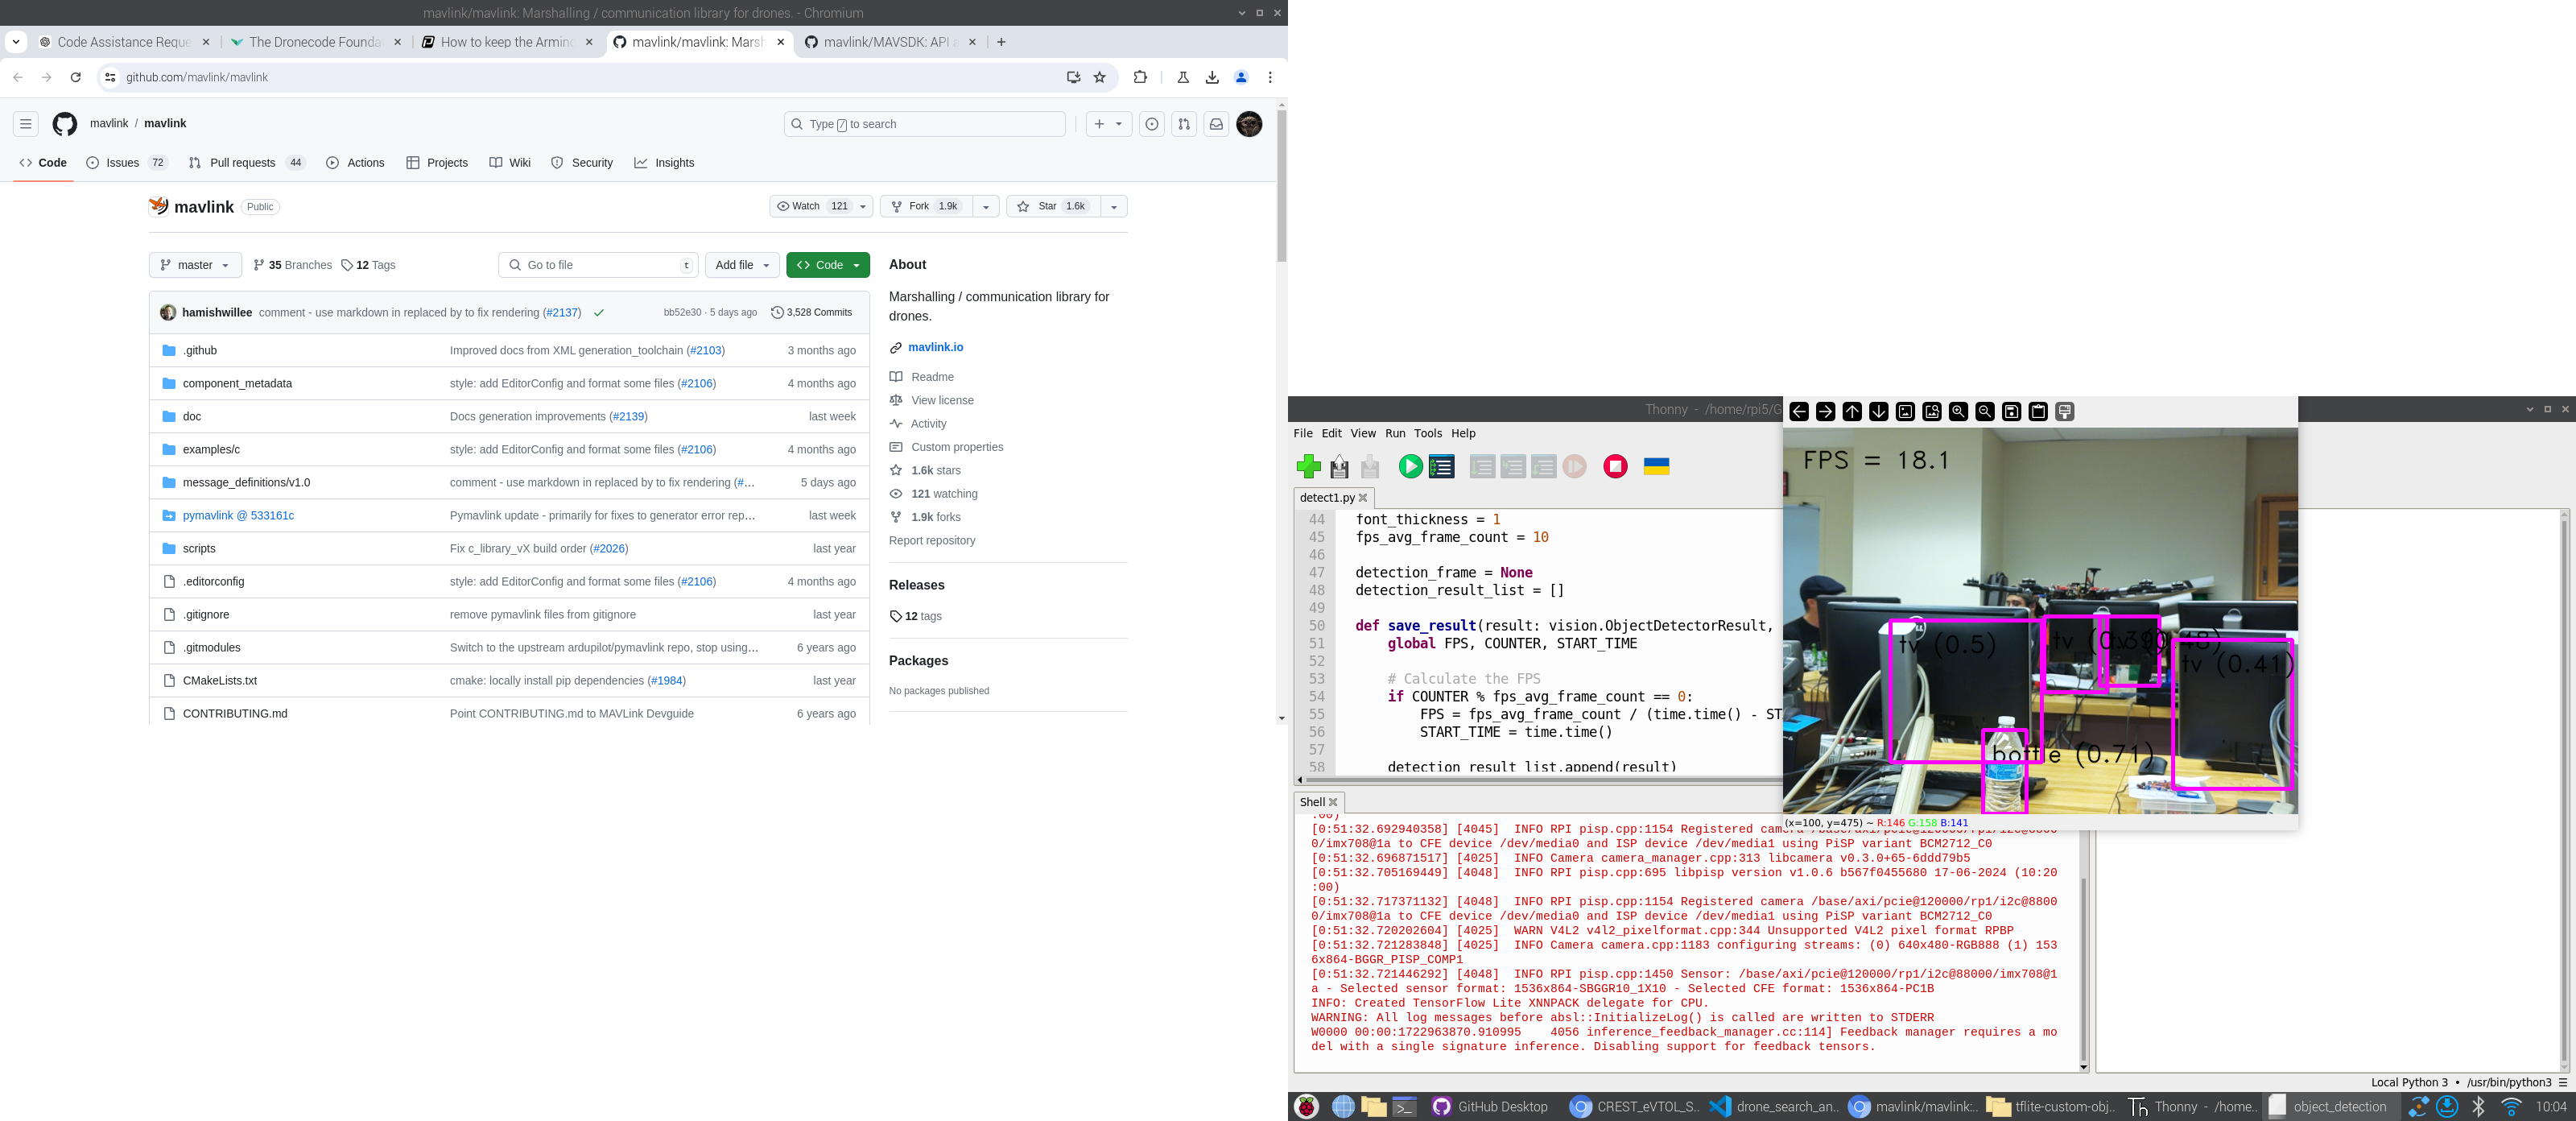 mavlink/mavlink: Marshalling / communication library for drones. - Chromium
Code Assistance Reque
The Dronecode Founda
How to keep the Armin
mavlink/mavlink: Marsh
mavlink/MAVSDK: API a
github.com/mavlink/mavlink
mavlink / mavlink
Type / to search
Code
Issues 72
Pull requests 44
Actions
Projects
Wiki
Security
Insights
mavlink Public
Watch 121
Fork 1.9k
Star 1.6k
master
35 Branches
12 Tags
Go to file t
Add file
Code
hamishwillee comment - use markdown in replaced by to fix rendering (#2137) bb52e30 · 5 days ago 3,528 Commits
.github Improved docs from XML generation_toolchain (#2103) 3 months ago
component_metadata style: add EditorConfig and format some files (#2106) 4 months ago
doc Docs generation improvements (#2139) last week
examples/c style: add EditorConfig and format some files (#2106) 4 months ago
message_definitions/v1.0 comment - use markdown in replaced by to fix rendering (#... 5 days ago
pymavlink @ 533161c Pymavlink update - primarily for fixes to generator error rep... last week
scripts Fix c_library_vX build order (#2026) last year
.editorconfig style: add EditorConfig and format some files (#2106) 4 months ago
.gitignore remove pymavlink files from gitignore last year
.gitmodules Switch to the upstream ardupilot/pymavlink repo, stop using... 6 years ago
CMakeLists.txt cmake: locally install pip dependencies (#1984) last year
CONTRIBUTING.md Point CONTRIBUTING.md to MAVLink Devguide 6 years ago
About
Marshalling / communication library for
drones.
mavlink.io
Readme
View license
Activity
Custom properties
1.6k stars
121 watching
1.9k forks
Report repository
Releases
12 tags
Packages
No packages published
Thonny - /home/rpi5/G
File Edit View Run Tools Help
detect1.py
44 font_thickness = 1
45 fps_avg_frame_count = 10
46
47 detection_frame = None
48 detection_result_list = []
49
50 def save_result(result: vision.ObjectDetectorResult,
51 global FPS, COUNTER, START_TIME
52
53 # Calculate the FPS
54 if COUNTER % fps_avg_frame_count == 0:
55 FPS = fps_avg_frame_count / (time.time() - ST
56 START_TIME = time.time()
57
58 detection_result_list.append(result)
FPS = 18.1
tv (0.5)
tv (0.39)
tv (0.41)
bottle (0.71)
(x=100, y=475) ~ R:146 G:158 B:141
Shell
:00)
[0:51:32.692940358] [4045] INFO RPI pisp.cpp:1154 Registered camera /base/axi/pcie@120000/rp1/i2c@8800
0/imx708@1a to CFE device /dev/media0 and ISP device /dev/media1 using PiSP variant BCM2712_C0
[0:51:32.696871517] [4025] INFO Camera camera_manager.cpp:313 libcamera v0.3.0+65-6ddd79b5
[0:51:32.705169449] [4048] INFO RPI pisp.cpp:695 libpisp version v1.0.6 b567f0455680 17-06-2024 (10:20
:00)
[0:51:32.717371132] [4048] INFO RPI pisp.cpp:1154 Registered camera /base/axi/pcie@120000/rp1/i2c@8800
0/imx708@1a to CFE device /dev/media0 and ISP device /dev/media1 using PiSP variant BCM2712_C0
[0:51:32.720202604] [4025] WARN V4L2 v4l2_pixelformat.cpp:344 Unsupported V4L2 pixel format RPBP
[0:51:32.721283848] [4025] INFO Camera camera.cpp:1183 configuring streams: (0) 640x480-RGB888 (1) 153
6x864-BGGR_PISP_COMP1
[0:51:32.721446292] [4048] INFO RPI pisp.cpp:1450 Sensor: /base/axi/pcie@120000/rp1/i2c@88000/imx708@1
a - Selected sensor format: 1536x864-SBGGR10_1X10 - Selected CFE format: 1536x864-PC1B
INFO: Created TensorFlow Lite XNNPACK delegate for CPU.
WARNING: All log messages before absl::InitializeLog() is called are written to STDERR
W0000 00:00:1722963870.910995 4056 inference_feedback_manager.cc:114] Feedback manager requires a mo
del with a single signature inference. Disabling support for feedback tensors.
Local Python 3 • /usr/bin/python3
GitHub Desktop
CREST_eVTOL_S..
drone_search_an..
mavlink/mavlink:..
tflite-custom-obj..
Thonny - /home..
object_detection
10:04